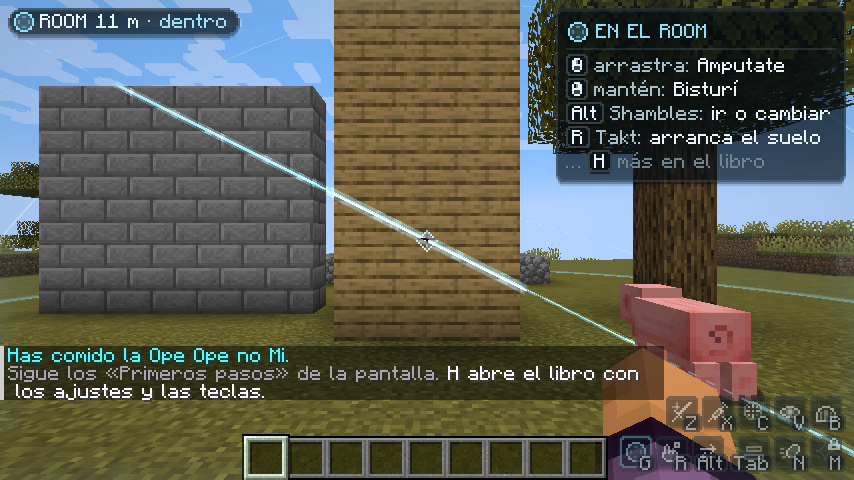 ROOM 11 m · dentro
EN EL ROOM
arrastra: Amputate
mantén: Bisturí
Alt Shambles: ir o cambiar
R Takt: arranca el suelo
... H más en el libro
Has comido la Ope Ope no Mi.
Sigue los «Primeros pasos» de la pantalla. H abre el libro con
los ajustes y las teclas.
Z X C V B
G R Alt Tab N M